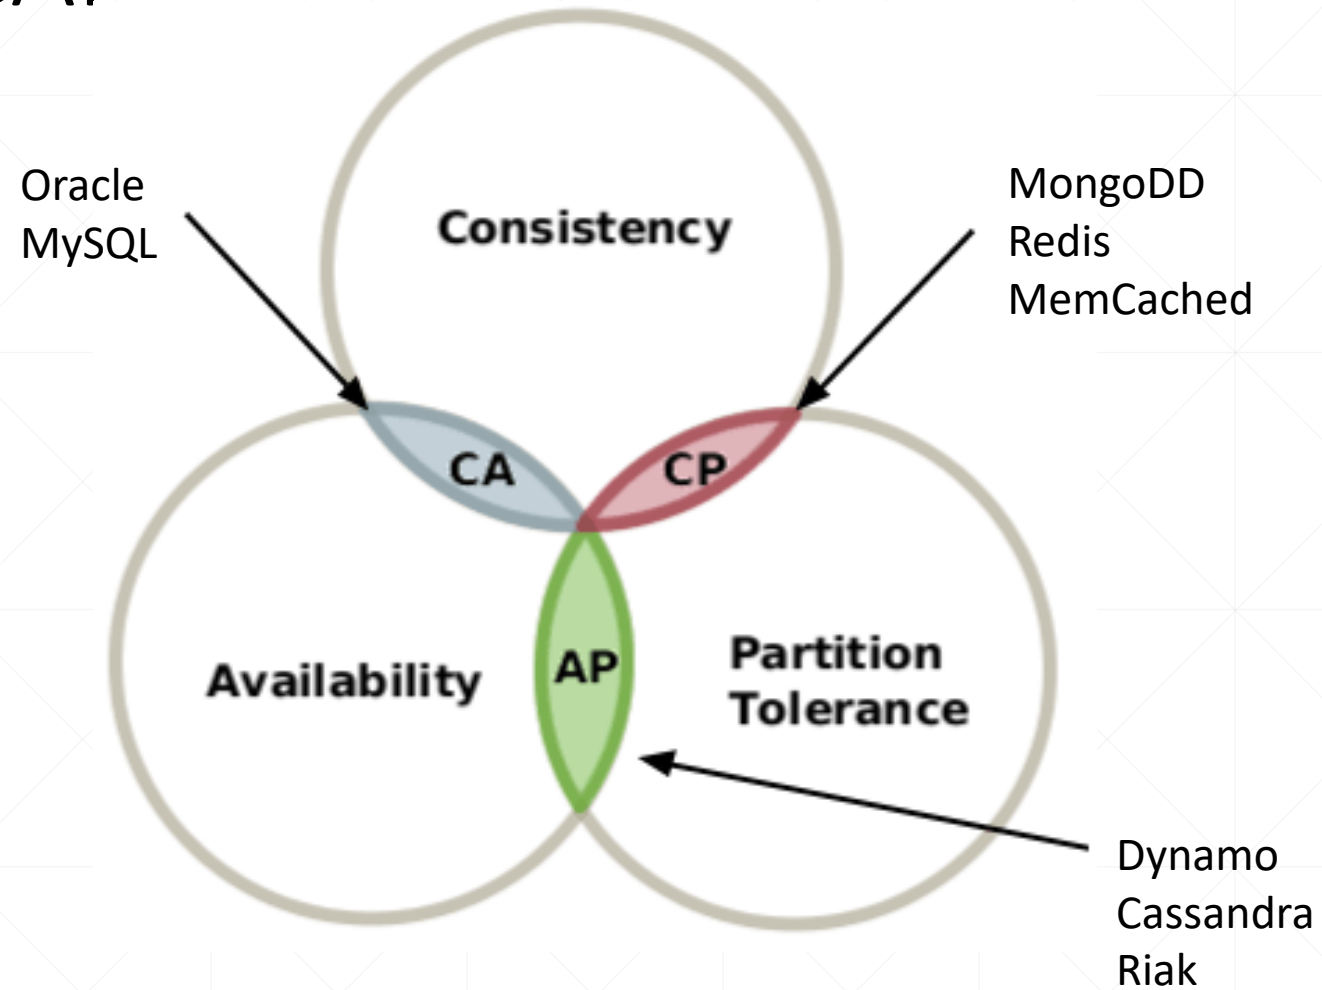 Oracle
MySQL
Consistency
MongoDD
Redis
MemCached
CA
CP
Availability
AP
Partition
Tolerance
Dynamo
Cassandra
Riak